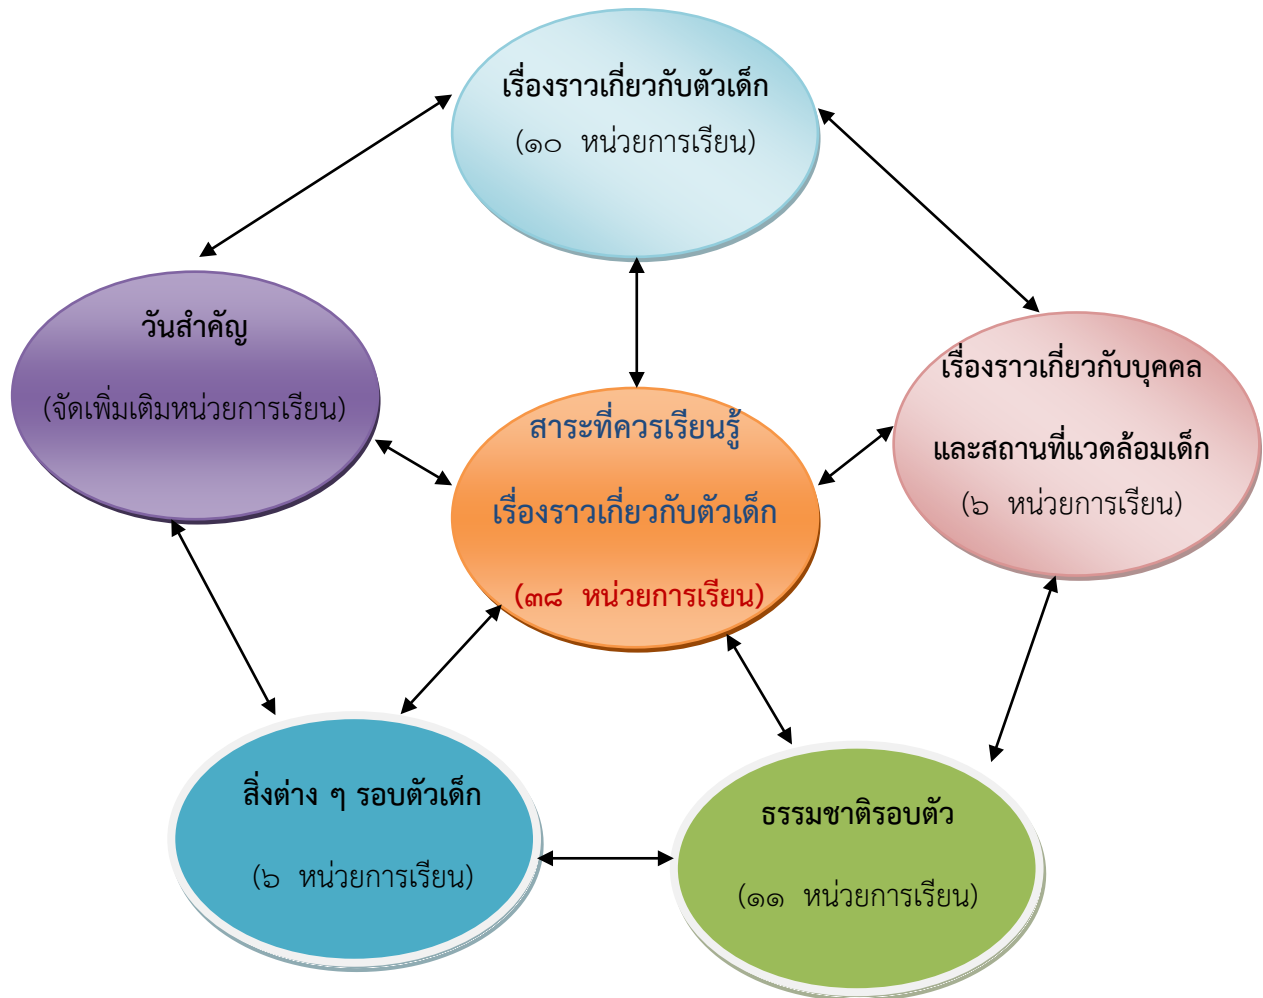 เรื่องราวเกี่ยวกับตัวเด็ก
(๑๐ หน่วยการเรียน)
วันสำคัญ
(จัดเพิ่มเติมหน่วยการเรียน)
เรื่องราวเกี่ยวกับบุคคล
และสถานที่แวดล้อมเด็ก
(๖ หน่วยการเรียน)
สาระที่ควรเรียนรู้
เรื่องราวเกี่ยวกับตัวเด็ก
(๓๘ หน่วยการเรียน)
สิ่งต่าง ๆ รอบตัวเด็ก
(๖ หน่วยการเรียน)
ธรรมชาติรอบตัว
(๑๑ หน่วยการเรียน)